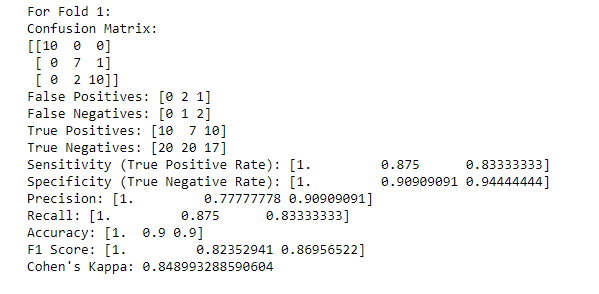 For Fold 1:
Confusion Matrix:
[[10  0  0]
 [ 0  7  1]
 [ 0  2 10]]
False Positives: [0 2 1]
False Negatives: [0 1 2]
True Positives: [10  7 10]
True Negatives: [20 20 17]
Sensitivity (True Positive Rate): [1.         0.875      0.83333333]
Specificity (True Negative Rate): [1.         0.90909091 0.94444444]
Precision: [1.         0.77777778 0.90909091]
Recall: [1.         0.875      0.83333333]
Accuracy: [1.  0.9 0.9]
F1 Score: [1.         0.82352941 0.86956522]
Cohen's Kappa: 0.848993288590604